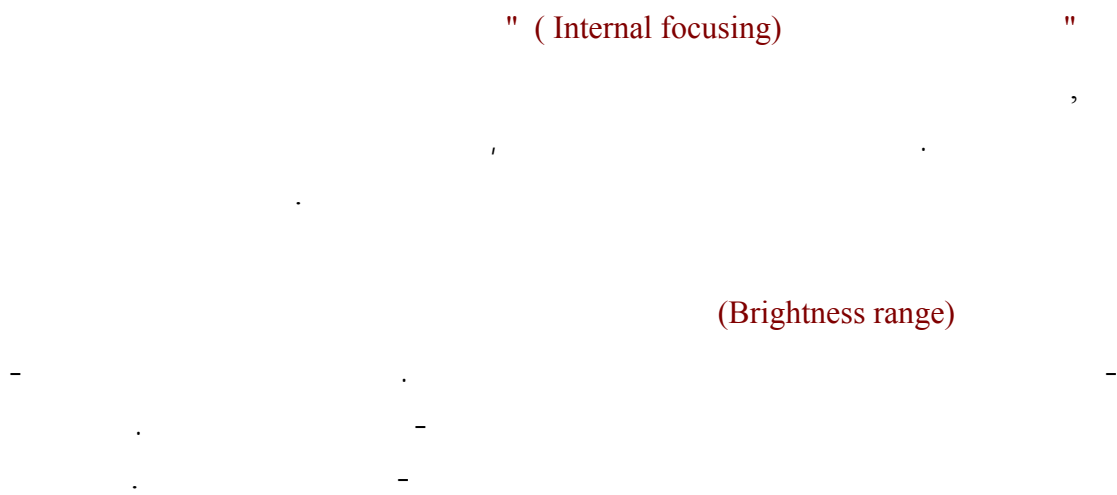 " ( Internal focusing) "
,
' .
.
(Brightness range)
- . -
. -
. -